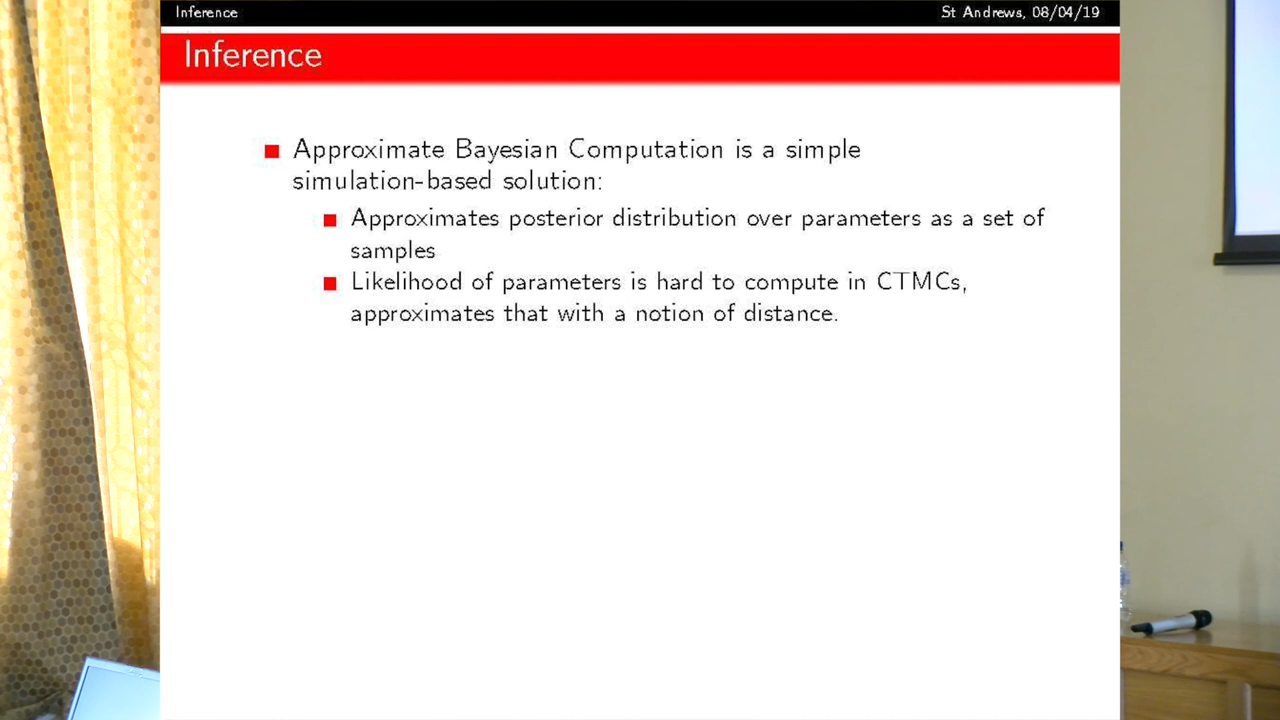 Inference
St Andrews, 08/04/19
Inference
Approximate Bayesian Computation is a simple
simulation-based solution:
Approximates posterior distribution over parameters as a set of
samples
Likelihood of parameters is hard to compute in CTMCs,
approximates that with a notion of distance.